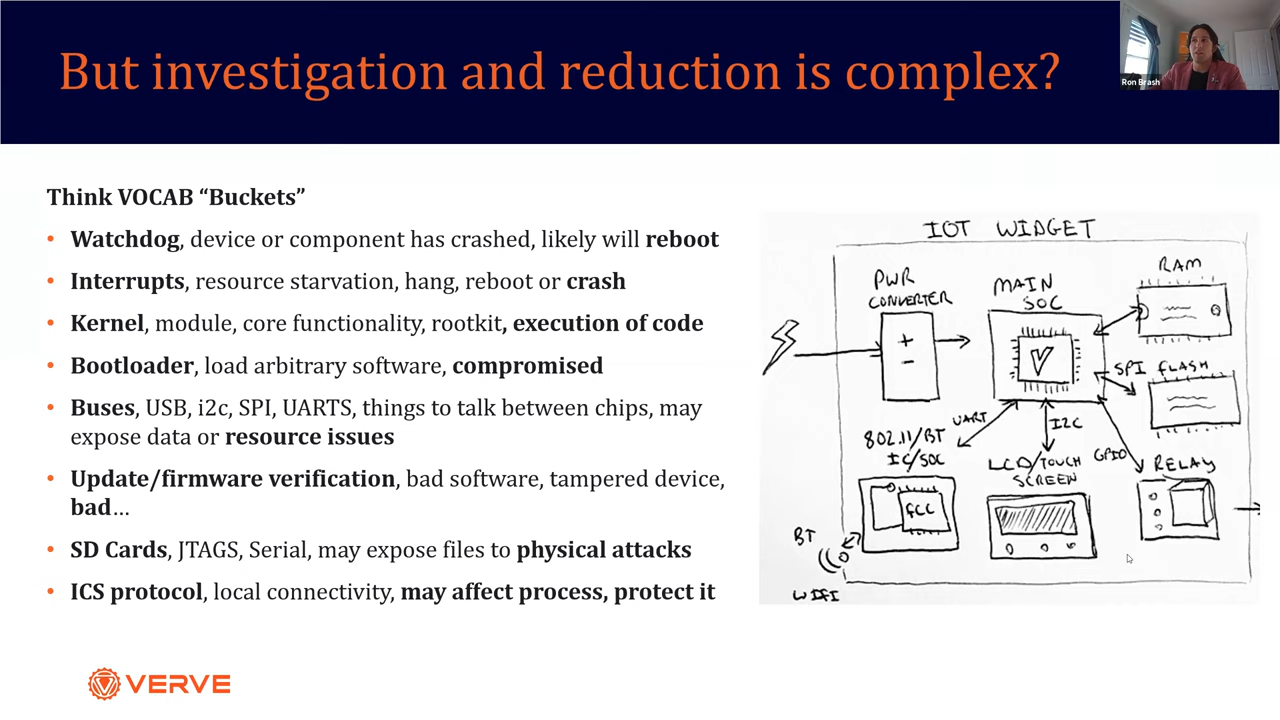 But investigation and reduction is complex?
Ron Brash
Think VOCAB “Buckets”
• Watchdog, device or component has crashed, likely will reboot
• Interrupts, resource starvation, hang, reboot or crash
• Kernel, module, core functionality, rootkit, execution of code
• Bootloader, load arbitrary software, compromised
• Buses, USB, i2c, SPI, UARTS, things to talk between chips, may
expose data or resource issues
• Update/firmware verification, bad software, tampered device,
bad…
• SD Cards, JTAGS, Serial, may expose files to physical attacks
• ICS protocol, local connectivity, may affect process, protect it
IOT WIDGET
PWR
CONVERTER
+
−
MAIN
SOC
RAM
SPI FLASH
UART
I2C
GPIO
802.11/BT
IC/SOC
FCC
LCD/TOUCH
SCREEN
RELAY
BT
WIFI
VERVE